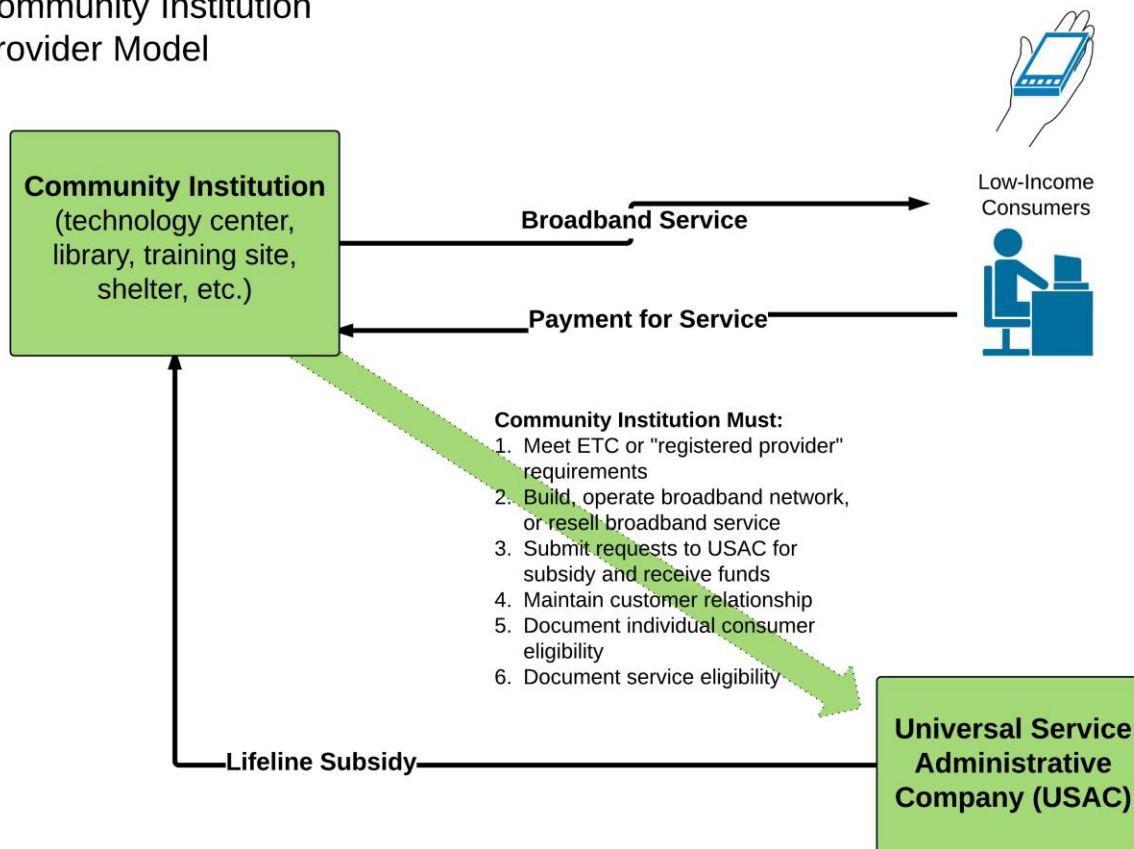 ommunity Institution
rovider Model
Low-Income
Consumers
Community Institution
(technology center,
library, training site,
shelter, etc.)
Broadband Service
Payment for Service
Community Institution Must:
1. Meet ETC or "registered provider"
requirements
2. Build, operate broadband network,
or resell broadband service
3. Submit requests to USAC for
subsidy and receive funds
4. Maintain customer relationship
5. Document individual consumer
eligibility
6. Document service eligibility
Lifeline Subsidy
Universal Service
Administrative
Company (USAC)